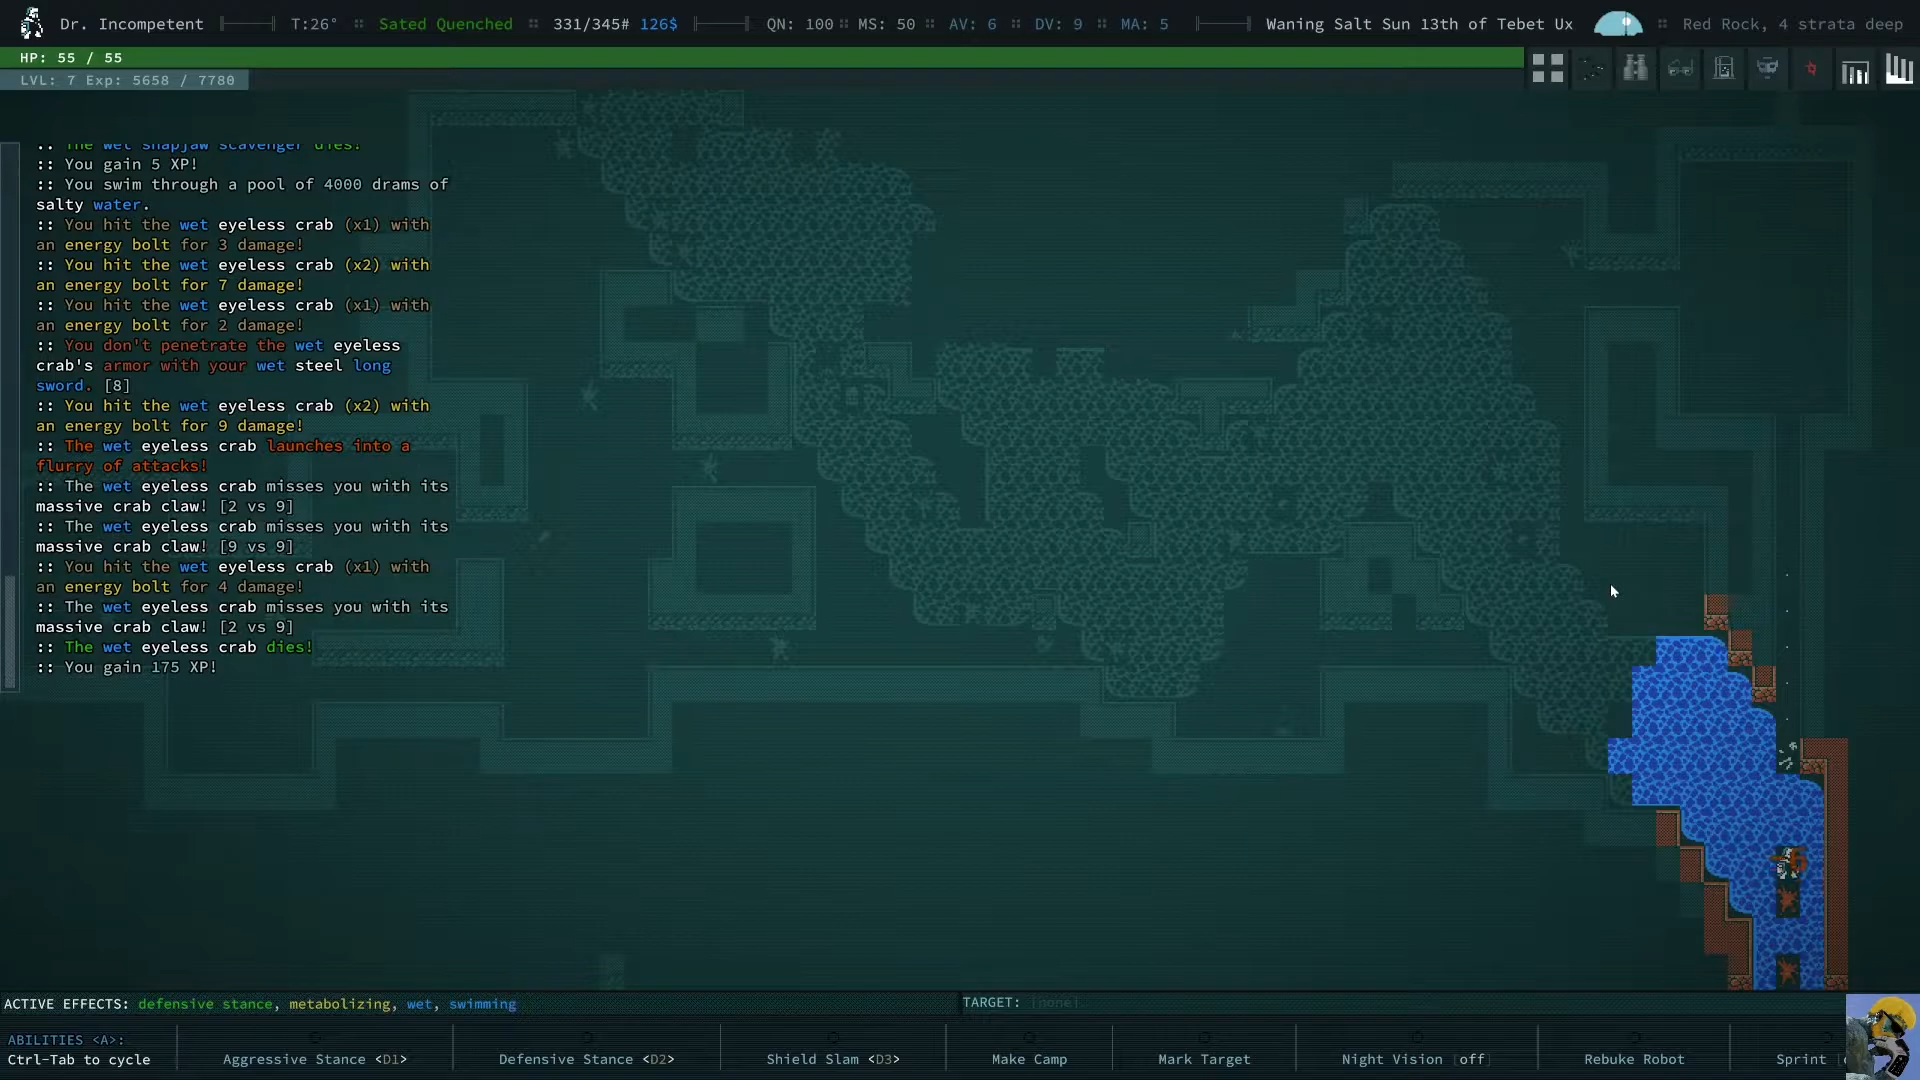 Dr. Incompetent T:26° Sated Quenched 331/345# 126$ QN: 100 MS: 50 AV: 6 DV: 9 MA: 5 Waning Salt Sun 13th of Tebet Ux Red Rock, 4 strata deep
HP: 55 / 55
LVL: 7 Exp: 5658 / 7780
:: The wet snapjaw scavenger dies!
:: You gain 5 XP!
:: You swim through a pool of 4000 drams of
salty water.
:: You hit the wet eyeless crab (x1) with
an energy bolt for 3 damage!
:: You hit the wet eyeless crab (x2) with
an energy bolt for 7 damage!
:: You hit the wet eyeless crab (x1) with
an energy bolt for 2 damage!
:: You don't penetrate the wet eyeless
crab's armor with your wet steel long
sword. [8]
:: You hit the wet eyeless crab (x2) with
an energy bolt for 9 damage!
:: The wet eyeless crab launches into a
flurry of attacks!
:: The wet eyeless crab misses you with its
massive crab claw! [2 vs 9]
:: The wet eyeless crab misses you with its
massive crab claw! [9 vs 9]
:: You hit the wet eyeless crab (x1) with
an energy bolt for 4 damage!
:: The wet eyeless crab misses you with its
massive crab claw! [2 vs 9]
:: The wet eyeless crab dies!
:: You gain 175 XP!
ACTIVE EFFECTS: defensive stance, metabolizing, wet, swimming TARGET: [none]
ABILITIES <A>:
Ctrl-Tab to cycle Aggressive Stance <D1> Defensive Stance <D2> Shield Slam <D3> Make Camp Mark Target Night Vision [off] Rebuke Robot Sprint